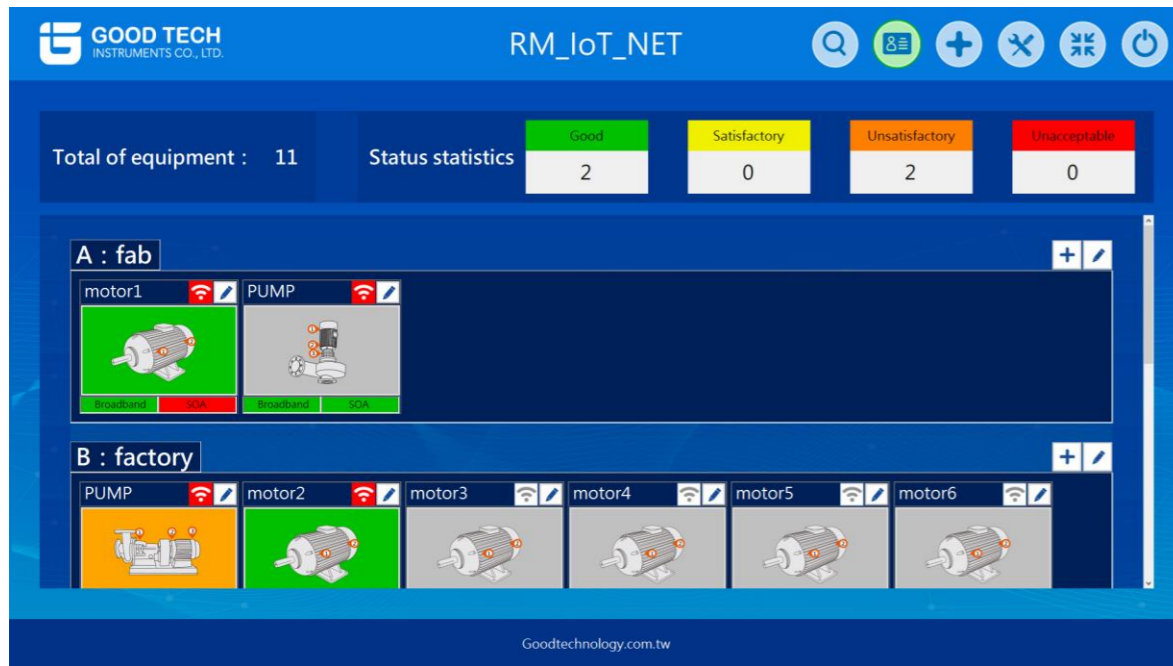 GOOD TECH
INSTRUMENTS CO., LTD.
RM_IoT_NET
Total of equipment : 11
Status statistics
Good Satisfactory Unsatisfactory Unacceptable
2 0 2 0
A : fab
motor1 PUMP
Broadband SOA Broadband SOA
B : factory
PUMP motor2 motor3 motor4 motor5 motor6
Goodtechnology.com.tw